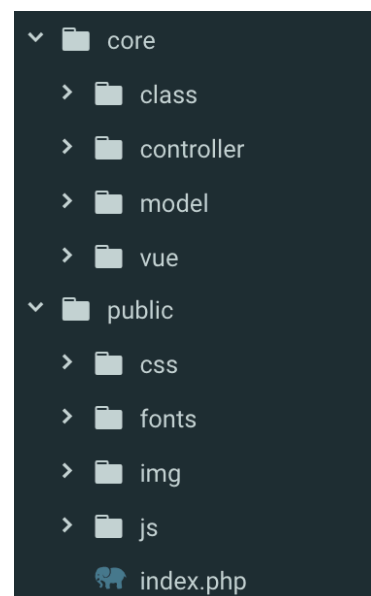 core
class
controller
model
vue
public
css
fonts
img
js
index.php